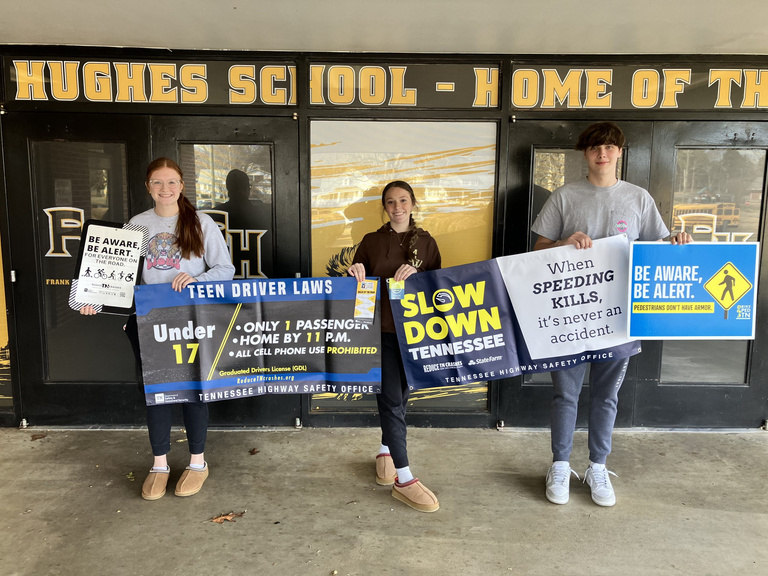 HUGHES SCHOOL - HOME OF TH
F H
FRANK
BE AWARE,
BE ALERT.
FOR EVERYONE ON
THE ROAD.
TEEN DRIVER LAWS
Under
17
• ONLY 1 PASSENGER
• HOME BY 11 P.M.
• ALL CELL PHONE USE PROHIBITED
Graduated Drivers License (GDL)
ReduceTNcrashes.org
TENNESSEE HIGHWAY SAFETY OFFICE
SLOW
DOWN
TENNESSEE
REDUCE TN CRASHES
StateFarm
When
SPEEDING
KILLS,
it's never an
accident.
TENNESSEE HIGHWAY SAFETY OFFICE
BE AWARE,
BE ALERT.
PEDESTRIANS DON'T HAVE ARMOR.
TN